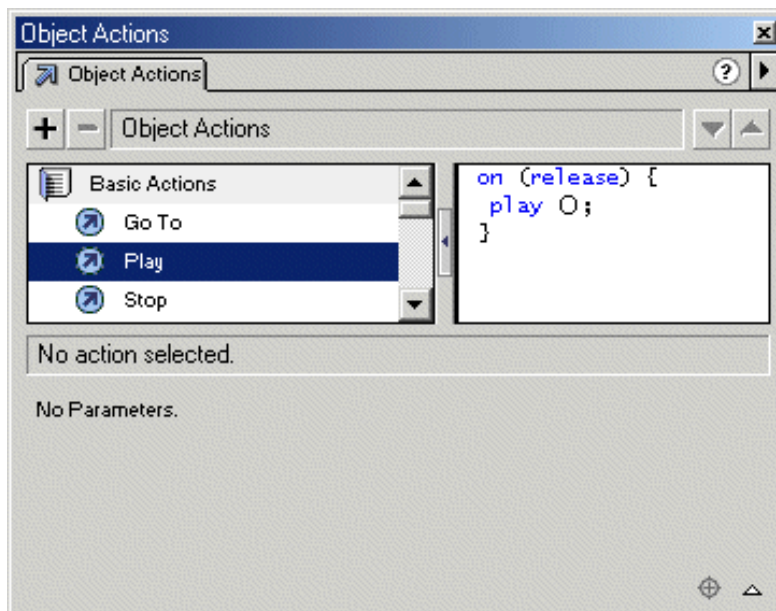 Object Actions
Object Actions
?
+ − Object Actions
Basic Actions
Go To
Play
Stop
on (release) {
play ();
}
No action selected.
No Parameters.